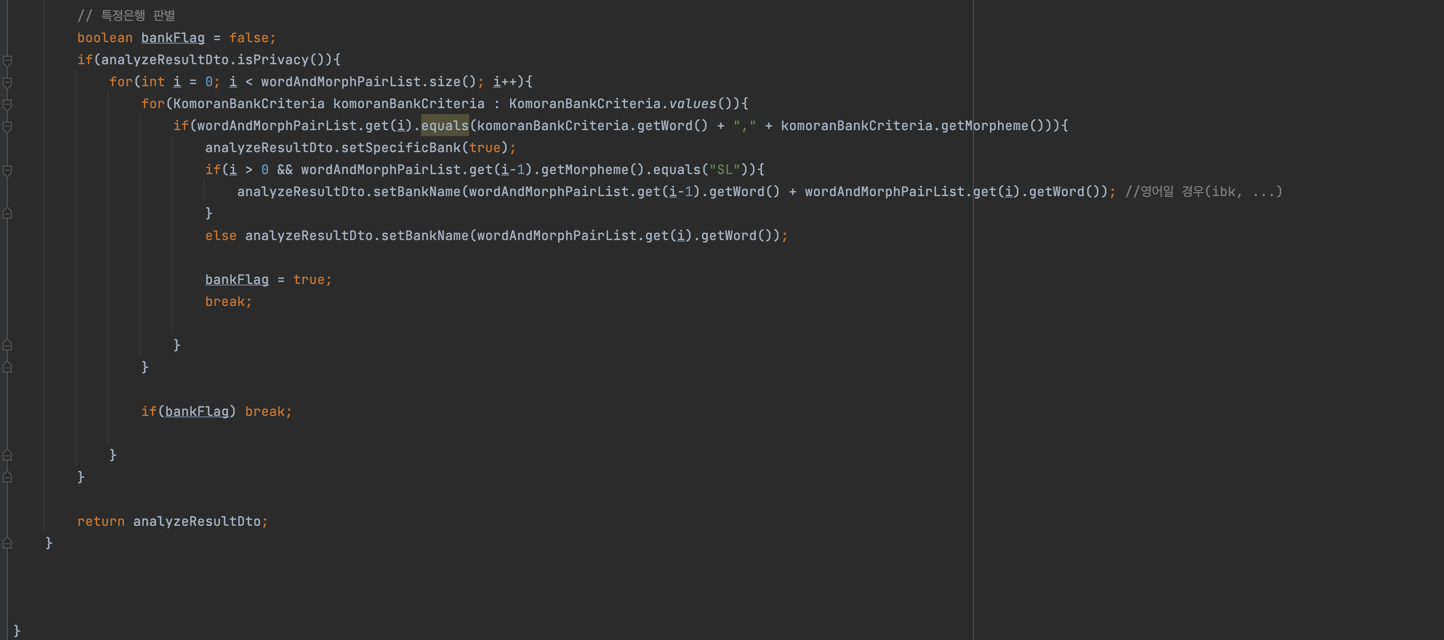 // 특정은행 판별
boolean bankFlag = false;
if(analyzeResultDto.isPrivacy()){
for(int i = 0; i < wordAndMorphPairList.size(); i++){
for(KomoranBankCriteria komoranBankCriteria : KomoranBankCriteria.values()){
if(wordAndMorphPairList.get(i).equals(komoranBankCriteria.getWord() + "," + komoranBankCriteria.getMorpheme())){
analyzeResultDto.setSpecificBank(true);
if(i > 0 && wordAndMorphPairList.get(i-1).getMorpheme().equals("SL")){
analyzeResultDto.setBankName(wordAndMorphPairList.get(i-1).getWord() + wordAndMorphPairList.get(i).getWord()); //영어일 경우(ibk, ...)
}
else analyzeResultDto.setBankName(wordAndMorphPairList.get(i).getWord());
bankFlag = true;
break;
}
}
if(bankFlag) break;
}
}
return analyzeResultDto;
}
}